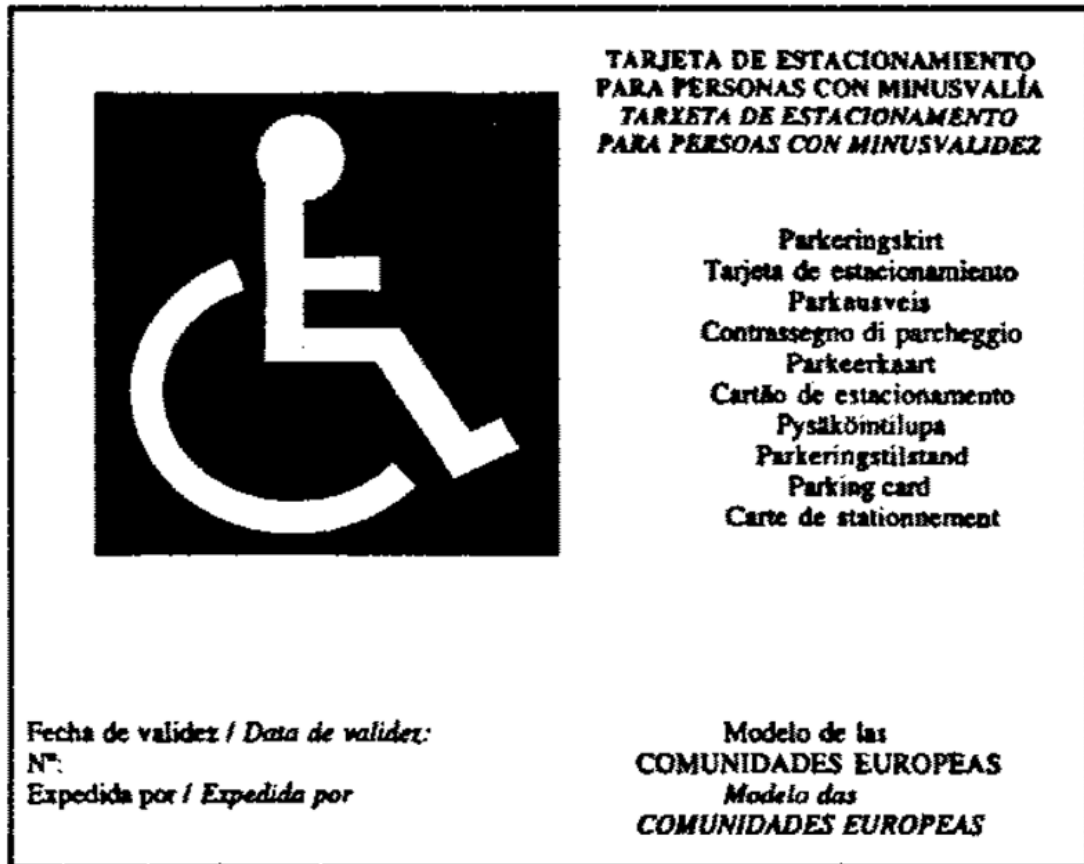 TARJETA DE ESTACIONAMIENTO
PARA PERSONAS CON MINUSVALÍA
TARXETA DE ESTACIONAMENTO
PARA PERSOAS CON MINUSVALIDEZ
Parkeringskirt
Tarjeta de estacionamiento
Parkausveis
Contrassegno di parcheggio
Parkeerkaart
Cartão de estacionamento
Pysäköintilupa
Parkeringstilstand
Parking card
Carte de stationnement
Fecha de validez / Data de validez:
Nº:
Expedida por / Expedida por
Modelo de las
COMUNIDADES EUROPEAS
Modelo das
COMUNIDADES EUROPEAS